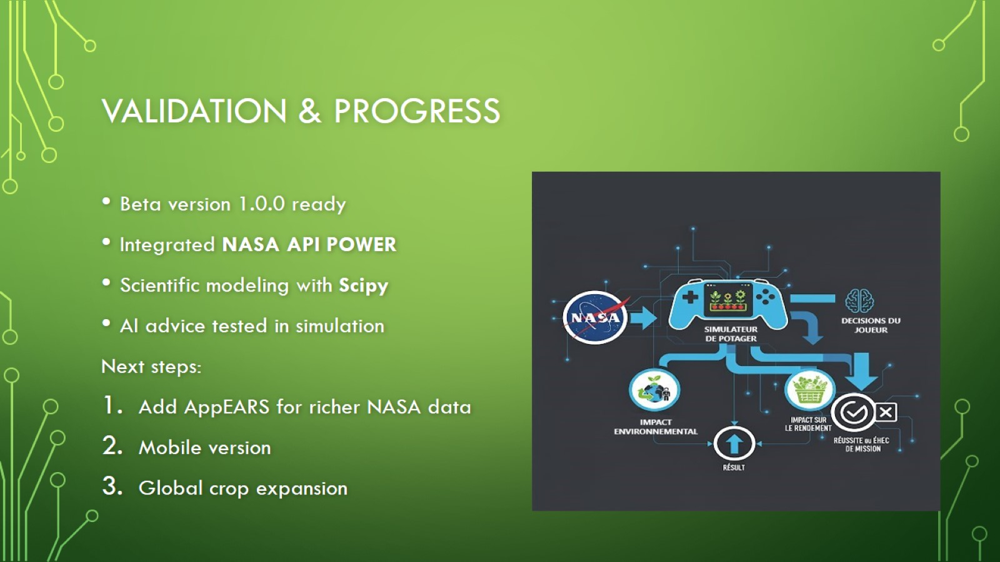 VALIDATION & PROGRESS
• Beta version 1.0.0 ready
• Integrated NASA API POWER
• Scientific modeling with Scipy
• AI advice tested in simulation
Next steps:
1. Add AppEARS for richer NASA data
2. Mobile version
3. Global crop expansion
NASA
SIMULATEUR
DE POTAGER
DECISIONS DU
JOUEUR
IMPACT
ENVIRONNEMENTAL
IMPACT SUR
LE RENDEMENT
RÉUSSITE ou ÉHEC
DE MISSION
RÉSULT